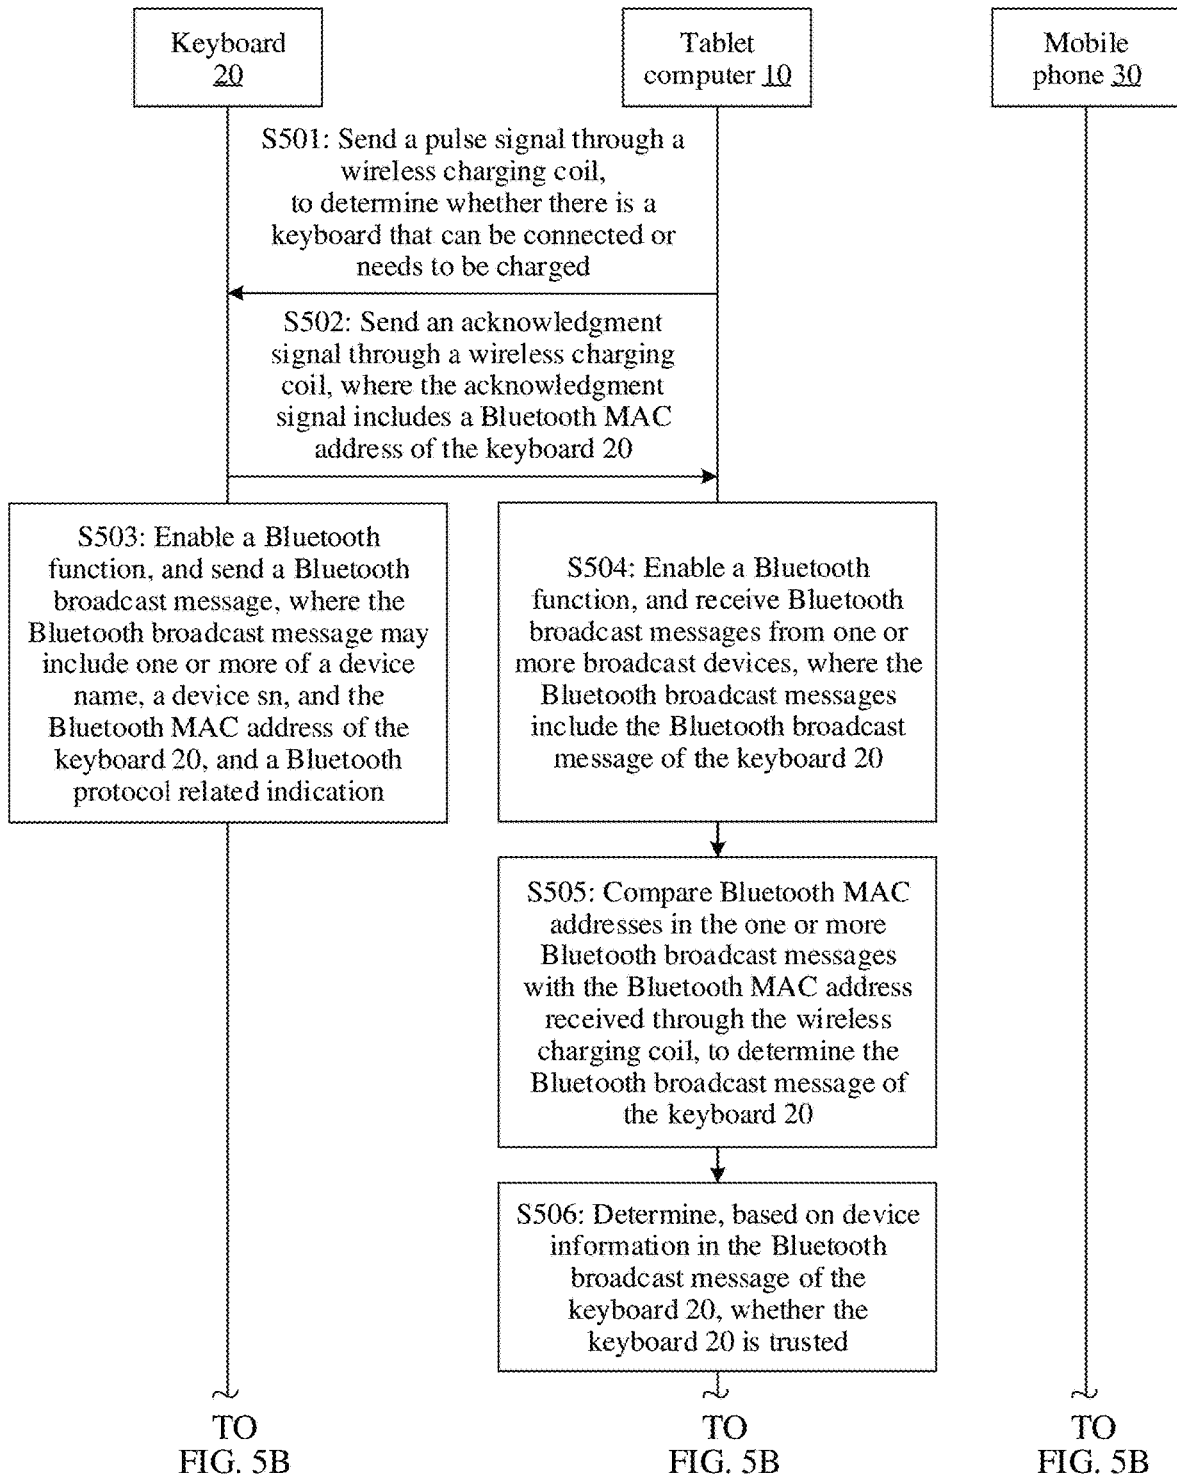 Keyboard
20
Tablet
computer 10
Mobile
phone 30
S501: Send a pulse signal through a
wireless charging coil,
to determine whether there is a
keyboard that can be connected or
needs to be charged
S502: Send an acknowledgment
signal through a wireless charging
coil, where the acknowledgment
signal includes a Bluetooth MAC
address of the keyboard 20
S503: Enable a Bluetooth
function, and send a Bluetooth
broadcast message, where the
Bluetooth broadcast message may
include one or more of a device
name, a device sn, and the
Bluetooth MAC address of the
keyboard 20, and a Bluetooth
protocol related indication
S504: Enable a Bluetooth
function, and receive Bluetooth
broadcast messages from one or
more broadcast devices, where the
Bluetooth broadcast messages
include the Bluetooth broadcast
message of the keyboard 20
S505: Compare Bluetooth MAC
addresses in the one or more
Bluetooth broadcast messages
with the Bluetooth MAC address
received through the wireless
charging coil, to determine the
Bluetooth broadcast message of
the keyboard 20
S506: Determine, based on device
information in the Bluetooth
broadcast message of the
keyboard 20, whether the
keyboard 20 is trusted
TO
FIG. 5B
TO
FIG. 5B
TO
FIG. 5B